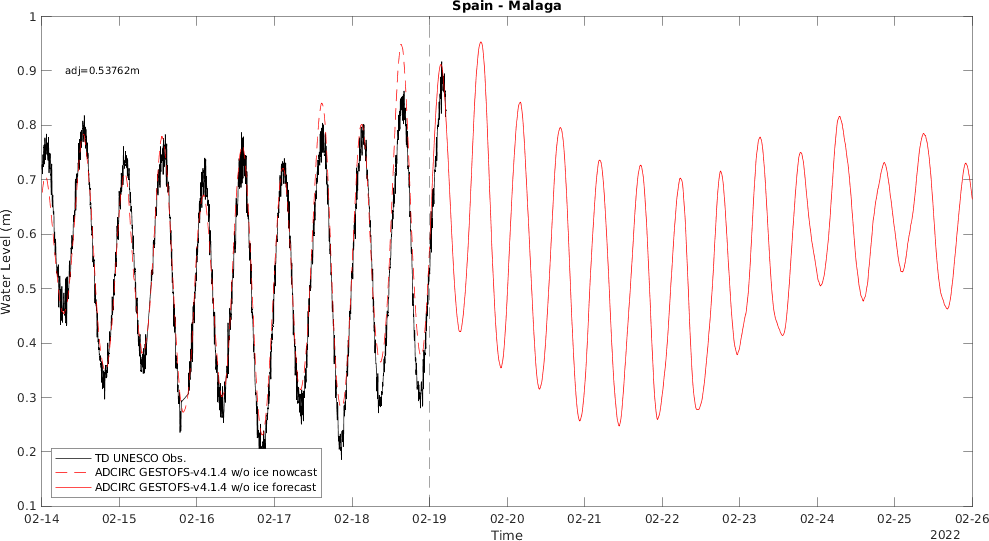 Spain - Malaga
1
0.9
0.8
0.7
0.6
0.5
0.4
0.3
0.2
0.1
Water Level (m)
adj=0.53762m
TD UNESCO Obs.
ADCIRC GESTOFS-v4.1.4 w/o ice nowcast
ADCIRC GESTOFS-v4.1.4 w/o ice forecast
02-14 02-15 02-16 02-17 02-18 02-19 02-20 02-21 02-22 02-23 02-24 02-25 02-26
Time
2022